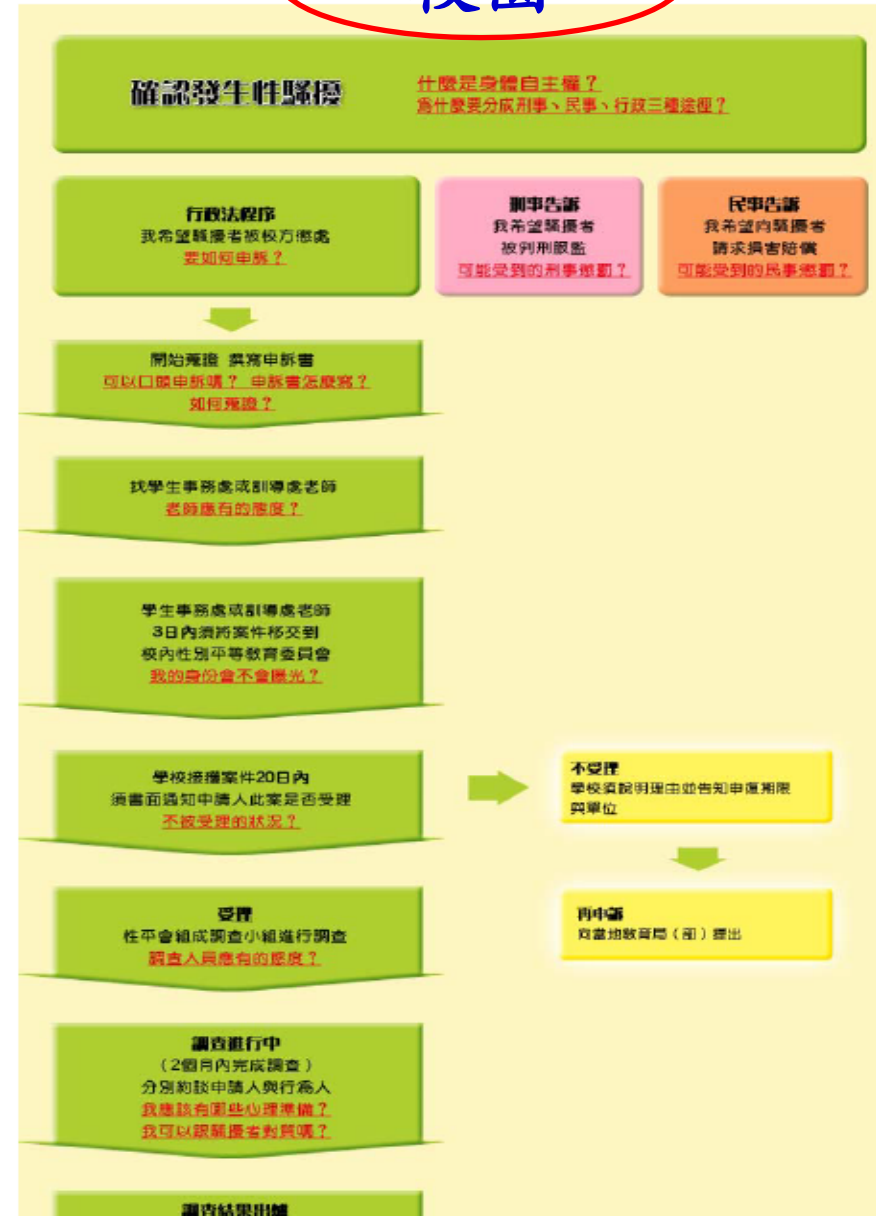 校園
確認發生性騷擾
什麼是身體自主權？
為什麼要分成刑事、民事、行政三種途徑？
行政法程序
我希望騷擾者被校方懲處
要如何申訴？
刑事告訴
我希望騷擾者
被判刑服監
可能受到的刑事懲罰？
民事告訴
我希望向騷擾者
請求損害賠償
可能受到的民事懲罰？
開始蒐證 撰寫申訴書
可以口頭申訴嗎？ 申訴書怎麼寫？
如何蒐證？
找學生事務處或訓導處老師
老師應有的態度？
學生事務處或訓導處老師
3日內須將案件移交到
校內性別平等教育委員會
我的身份會不會曝光？
學校接獲案件20日內
須書面通知申請人此案是否受理
不被受理的狀況？
不受理
學校須說明理由並告知申復期限
與單位
再申訴
向當地教育局（部）提出
受理
性平會組成調查小組進行調查
調查人員應有的態度？
調查進行中
（2個月內完成調查）
分別約談申請人與行為人
我應該有哪些心理準備？
我可以跟騷擾者對質嗎？
調查結果出爐